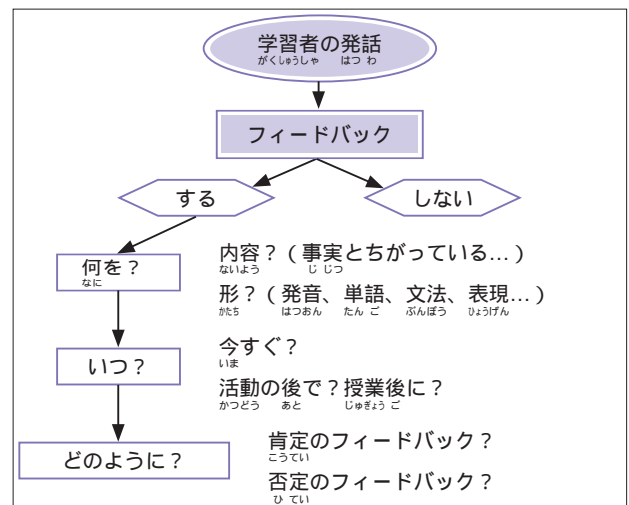 学習者の発話
がくしゅうしゃ はつ わ
フィードバック
する
しない
何を？
なに
内容？（事実とちがっている…）
ないよう じ じつ
形？（発音、単語、文法、表現…）
かたち はつおん たん ご ぶんぽう ひょうげん
いつ？
今すぐ？
いま
活動の後で？授業後に？
かつどう あと じゅぎょう ご
どのように？
肯定のフィードバック？
こうてい
否定のフィードバック？
ひ てい